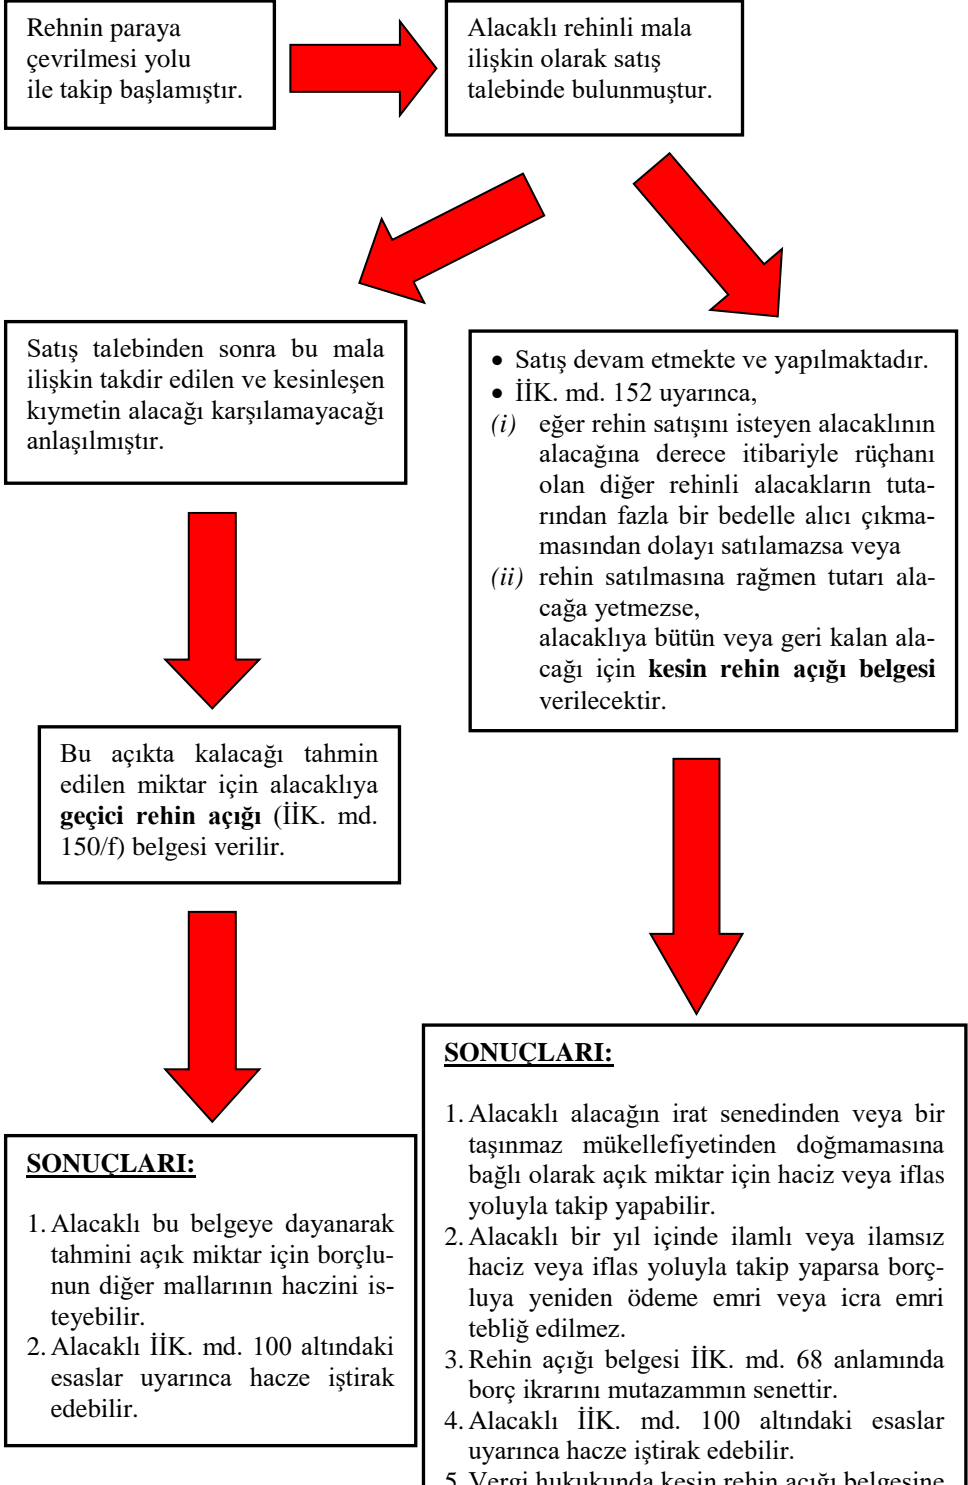 Rehnin paraya
çevrilmesi yolu
ile takip başlamıştır.
Alacaklı rehinli mala
ilişkin olarak satış
talebinde bulunmuştur.
Satış talebinden sonra bu mala
ilişkin takdir edilen ve kesinleşen
kıymetin alacağı karşılamayacağı
anlaşılmıştır.
• Satış devam etmekte ve yapılmaktadır.
• İİK. md. 152 uyarınca,
(i) eğer rehin satışını isteyen alacaklının
alacağına derece itibariyle rüçhanı
olan diğer rehinli alacakların tuta-
rından fazla bir bedelle alıcı çıkma-
masından dolayı satılamazsa veya
(ii) rehin satılmasına rağmen tutarı ala-
cağa yetmezse,
alacaklıya bütün veya geri kalan ala-
cağı için kesin rehin açığı belgesi
verilecektir.
Bu açıkta kalacağı tahmin
edilen miktar için alacaklıya
geçici rehin açığı (İİK. md.
150/f) belgesi verilir.
SONUÇLARI:
1. Alacaklı bu belgeye dayanarak
tahmini açık miktar için borçlu-
nun diğer mallarının haczini is-
teyebilir.
2. Alacaklı İİK. md. 100 altındaki
esaslar uyarınca hacze iştirak
edebilir.
SONUÇLARI:
1. Alacaklı alacağın irat senedinden veya bir
taşınmaz mükellefiyetinden doğmamasına
bağlı olarak açık miktar için haciz veya iflas
yoluyla takip yapabilir.
2. Alacaklı bir yıl içinde ilamlı veya ilamsız
haciz veya iflas yoluyla takip yaparsa borç-
luya yeniden ödeme emri veya icra emri
tebliğ edilmez.
3. Rehin açığı belgesi İİK. md. 68 anlamında
borç ikrarını mutazammın senettir.
4. Alacaklı İİK. md. 100 altındaki esaslar
uyarınca hacze iştirak edebilir.
5. Vergi hukukunda kesin rehin açığı belgesine